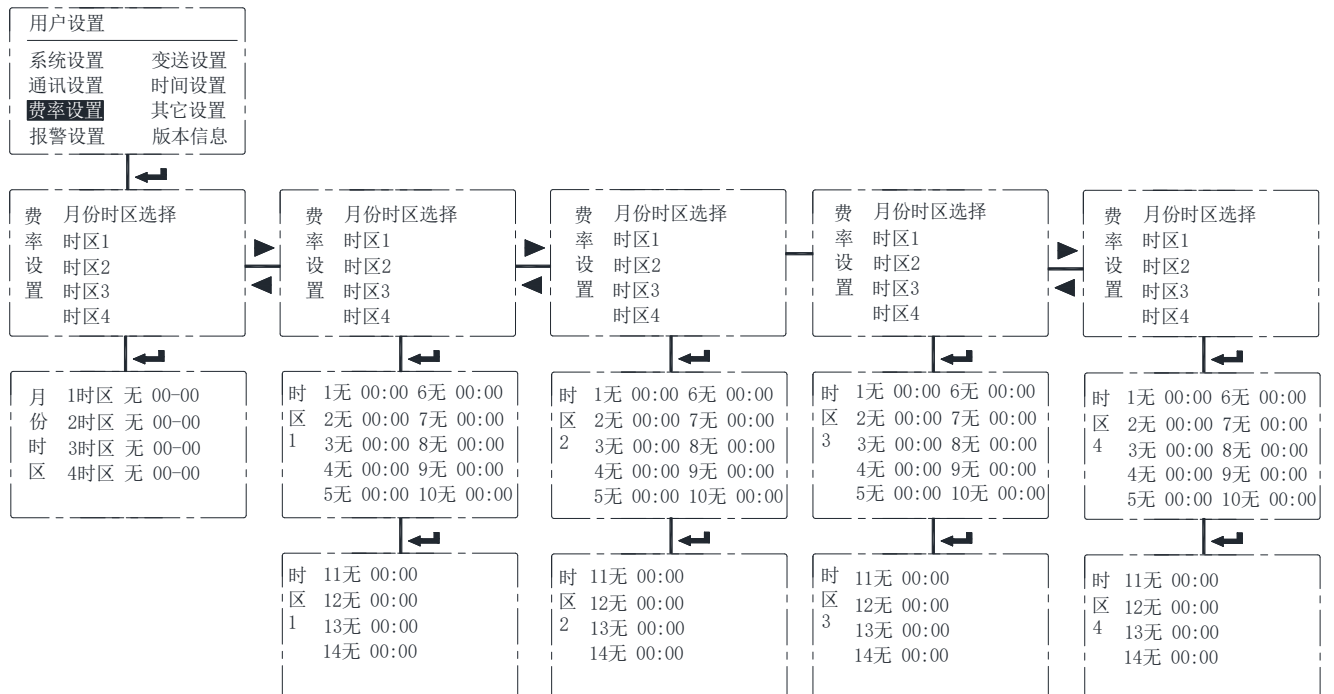 用户设置
系统设置 变送设置
通讯设置 时间设置
费率设置 其它设置
报警设置 版本信息
费率设置
月份时区选择
时区1
时区2
时区3
时区4
费率设置
月份时区选择
时区1
时区2
时区3
时区4
费率设置
月份时区选择
时区1
时区2
时区3
时区4
费率设置
月份时区选择
时区1
时区2
时区3
时区4
费率设置
月份时区选择
时区1
时区2
时区3
时区4
月份时区
1时区 无 00-00
2时区 无 00-00
3时区 无 00-00
4时区 无 00-00
时区1
1无 00:00 6无 00:00
2无 00:00 7无 00:00
3无 00:00 8无 00:00
4无 00:00 9无 00:00
5无 00:00 10无 00:00
时区2
1无 00:00 6无 00:00
2无 00:00 7无 00:00
3无 00:00 8无 00:00
4无 00:00 9无 00:00
5无 00:00 10无 00:00
时区3
1无 00:00 6无 00:00
2无 00:00 7无 00:00
3无 00:00 8无 00:00
4无 00:00 9无 00:00
5无 00:00 10无 00:00
时区4
1无 00:00 6无 00:00
2无 00:00 7无 00:00
3无 00:00 8无 00:00
4无 00:00 9无 00:00
5无 00:00 10无 00:00
时区1
11无 00:00
12无 00:00
13无 00:00
14无 00:00
时区2
11无 00:00
12无 00:00
13无 00:00
14无 00:00
时区3
11无 00:00
12无 00:00
13无 00:00
14无 00:00
时区4
11无 00:00
12无 00:00
13无 00:00
14无 00:00